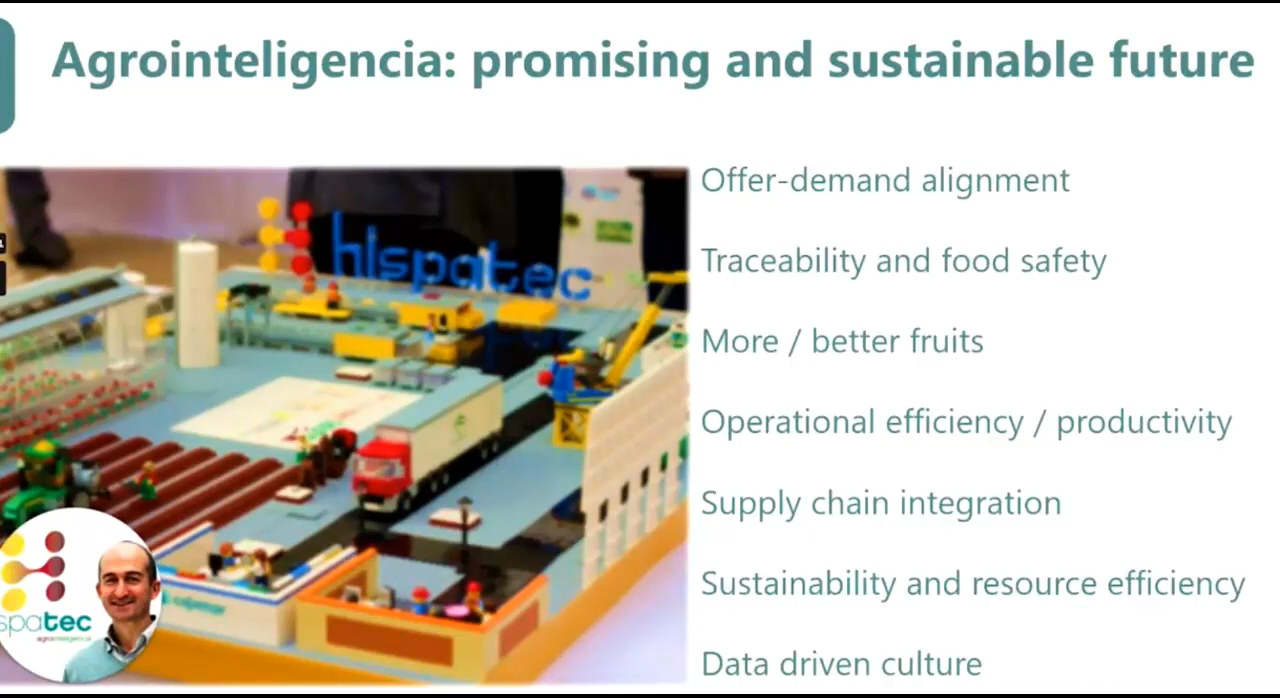 Agrointeligencia: promising and sustainable future
hispatec
Offer-demand alignment
Traceability and food safety
More / better fruits
Operational efficiency / productivity
Supply chain integration
Sustainability and resource efficiency
Data driven culture
spatec
agrointeligencia